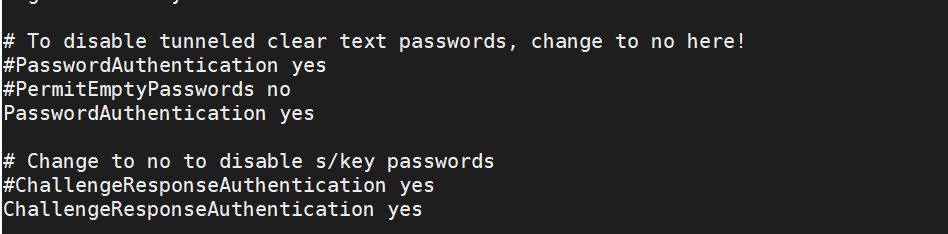 # To disable tunneled clear text passwords, change to no here!
#PasswordAuthentication yes
#PermitEmptyPasswords no
PasswordAuthentication yes
# Change to no to disable s/key passwords
#ChallengeResponseAuthentication yes
ChallengeResponseAuthentication yes